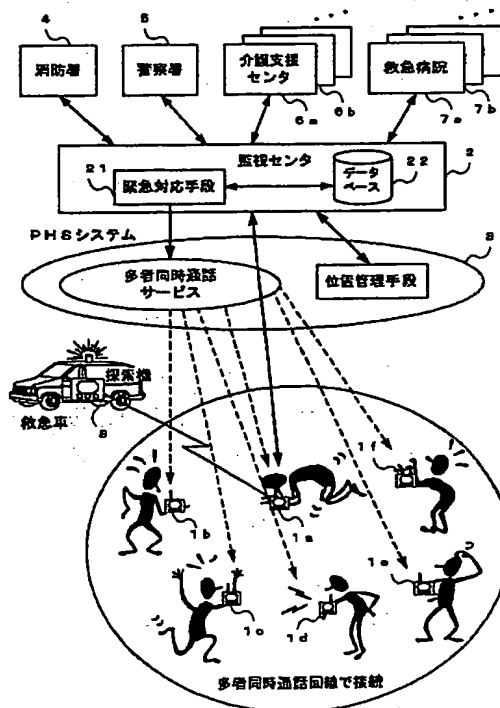 4
5
消防署
警察署
介護支援
センタ
救急病院
6a
6b
7a
7b
監視センタ
2
21
緊急対応手段
データ
ベース
22
PHSシステム
3
多者同時通話
サービス
位置管理手段
探索機
救急車
8
1a
1b
1c
1d
1e
1f
多者同時通話回線で接続